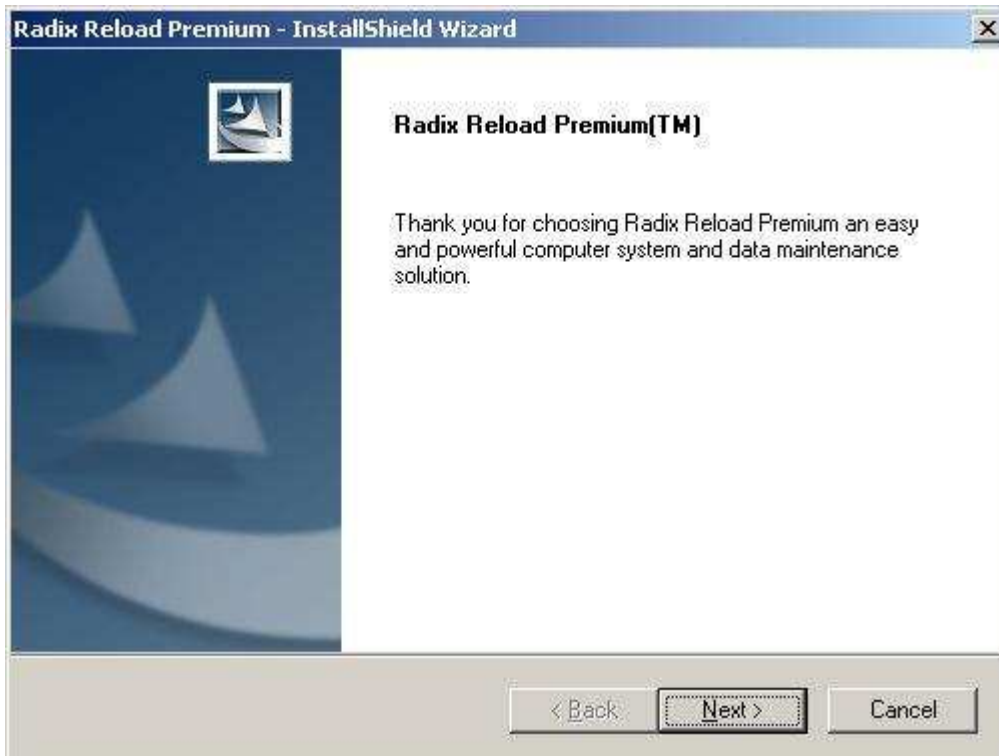 Radix Reload Premium - InstallShield Wizard
Radix Reload Premium(TM)
Thank you for choosing Radix Reload Premium an easy
and powerful computer system and data maintenance
solution.
< Back Next > Cancel